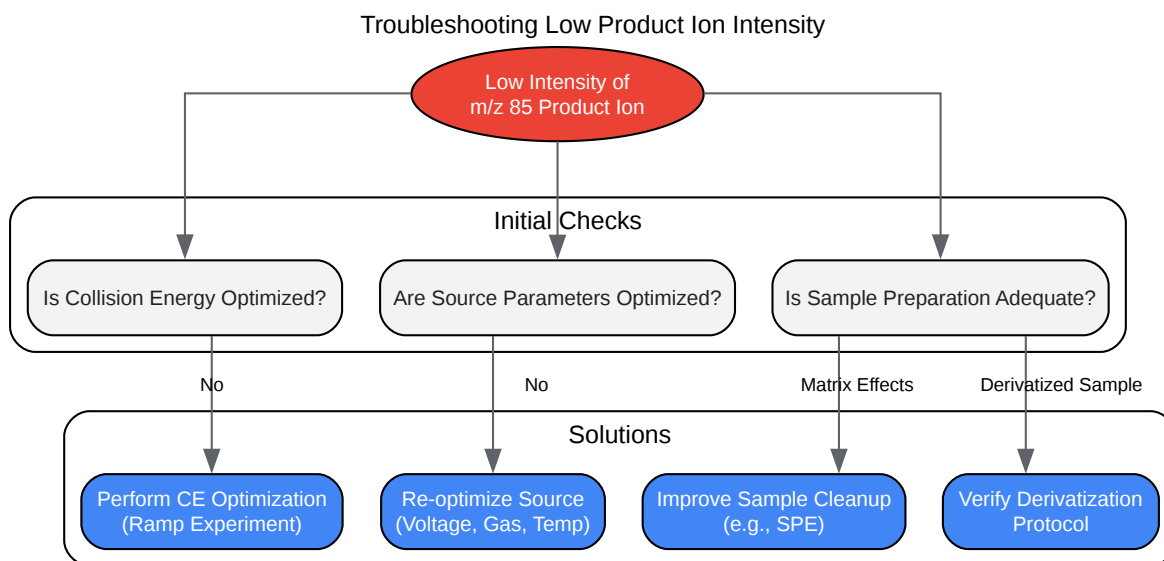 Troubleshooting Low Product Ion Intensity
Low Intensity of
m/z 85 Product Ion
Initial Checks
Is Collision Energy Optimized?
Are Source Parameters Optimized?
Is Sample Preparation Adequate?
No
No
Matrix Effects
Derivatized Sample
Solutions
Perform CE Optimization
(Ramp Experiment)
Re-optimize Source
(Voltage, Gas, Temp)
Improve Sample Cleanup
(e.g., SPE)
Verify Derivatization
Protocol